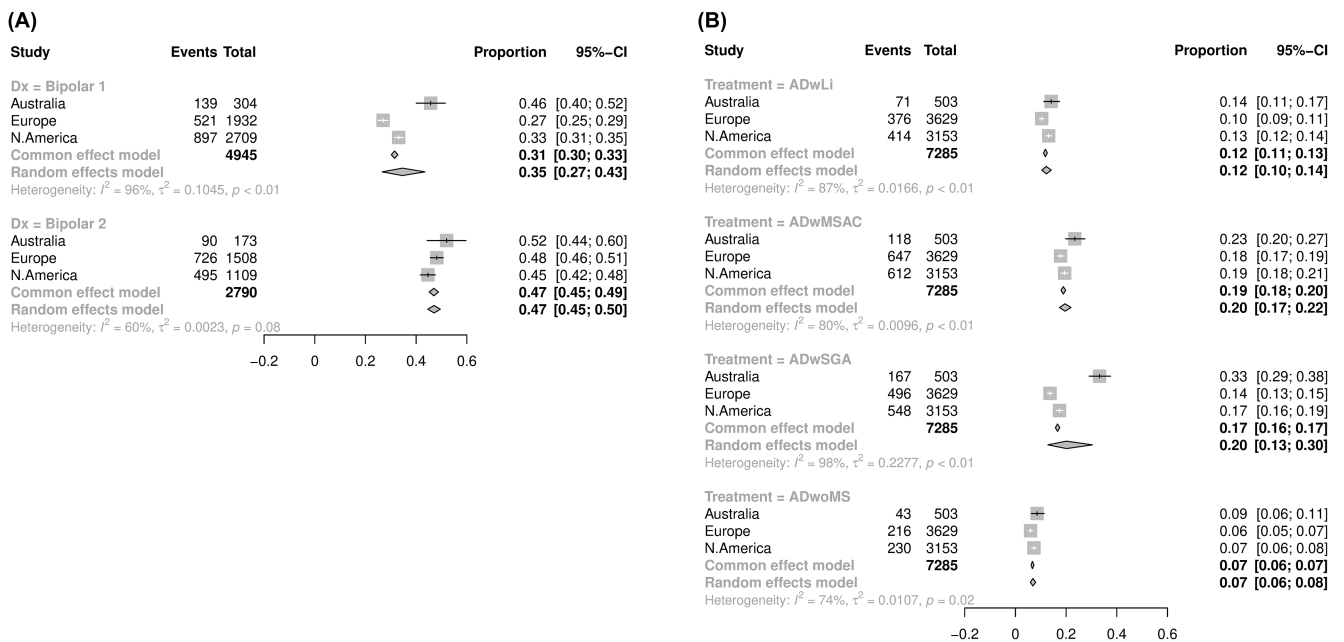 (A)
Study Events Total Proportion 95%−CI
Dx = Bipolar 1
Australia 139 304 0.46 [0.40; 0.52]
Europe 521 1932 0.27 [0.25; 0.29]
N.America 897 2709 0.33 [0.31; 0.35]
Common effect model 4945 0.31 [0.30; 0.33]
Random effects model 0.35 [0.27; 0.43]
Heterogeneity: I² = 96%, τ² = 0.1045, p < 0.01
Dx = Bipolar 2
Australia 90 173 0.52 [0.44; 0.60]
Europe 726 1508 0.48 [0.46; 0.51]
N.America 495 1109 0.45 [0.42; 0.48]
Common effect model 2790 0.47 [0.45; 0.49]
Random effects model 0.47 [0.45; 0.50]
Heterogeneity: I² = 60%, τ² = 0.0023, p = 0.08
−0.2 0 0.2 0.4 0.6
(B)
Study Events Total Proportion 95%−CI
Treatment = ADwLi
Australia 71 503 0.14 [0.11; 0.17]
Europe 376 3629 0.10 [0.09; 0.11]
N.America 414 3153 0.13 [0.12; 0.14]
Common effect model 7285 0.12 [0.11; 0.13]
Random effects model 0.12 [0.10; 0.14]
Heterogeneity: I² = 87%, τ² = 0.0166, p < 0.01
Treatment = ADwMSAC
Australia 118 503 0.23 [0.20; 0.27]
Europe 647 3629 0.18 [0.17; 0.19]
N.America 612 3153 0.19 [0.18; 0.21]
Common effect model 7285 0.19 [0.18; 0.20]
Random effects model 0.20 [0.17; 0.22]
Heterogeneity: I² = 80%, τ² = 0.0096, p < 0.01
Treatment = ADwSGA
Australia 167 503 0.33 [0.29; 0.38]
Europe 496 3629 0.14 [0.13; 0.15]
N.America 548 3153 0.17 [0.16; 0.19]
Common effect model 7285 0.17 [0.16; 0.17]
Random effects model 0.20 [0.13; 0.30]
Heterogeneity: I² = 98%, τ² = 0.2277, p < 0.01
Treatment = ADwoMS
Australia 43 503 0.09 [0.06; 0.11]
Europe 216 3629 0.06 [0.05; 0.07]
N.America 230 3153 0.07 [0.06; 0.08]
Common effect model 7285 0.07 [0.06; 0.07]
Random effects model 0.07 [0.06; 0.08]
Heterogeneity: I² = 74%, τ² = 0.0107, p = 0.02
−0.2 0 0.2 0.4 0.6